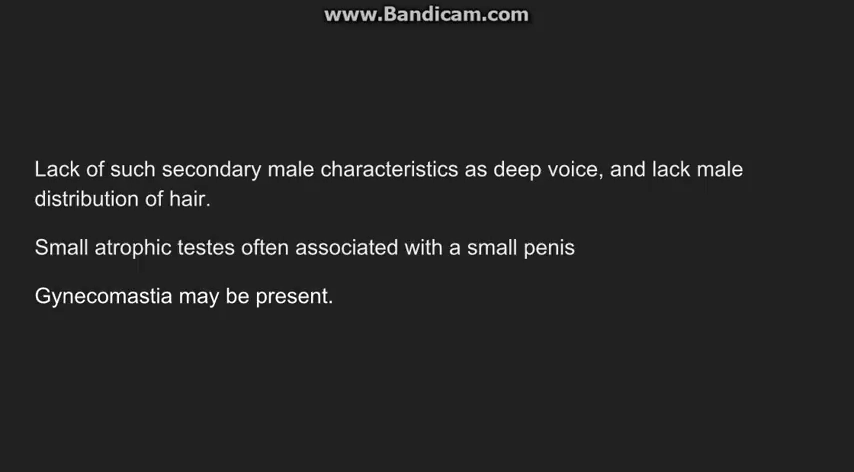 www.Bandicam.com
Lack of such secondary male characteristics as deep voice, and lack male
distribution of hair.
Small atrophic testes often associated with a small penis
Gynecomastia may be present.